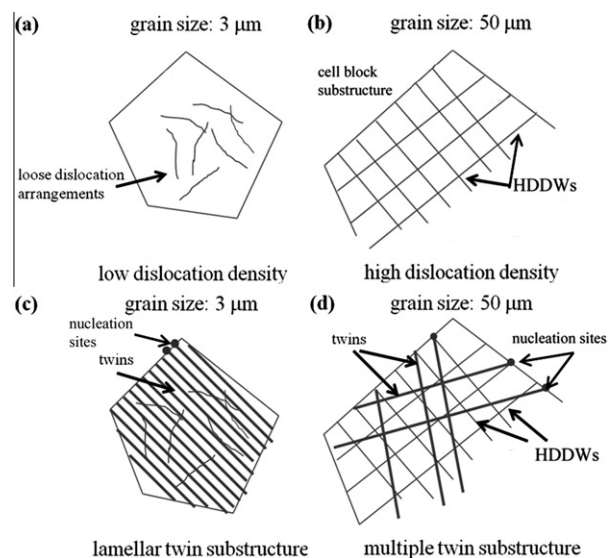 (a)
grain size: 3 μm
loose dislocation
arrangements
low dislocation density
(b)
grain size: 50 μm
cell block
substructure
HDDWs
high dislocation density
(c)
grain size: 3 μm
nucleation
sites
twins
lamellar twin substructure
(d)
grain size: 50 μm
twins
nucleation sites
HDDWs
multiple twin substructure